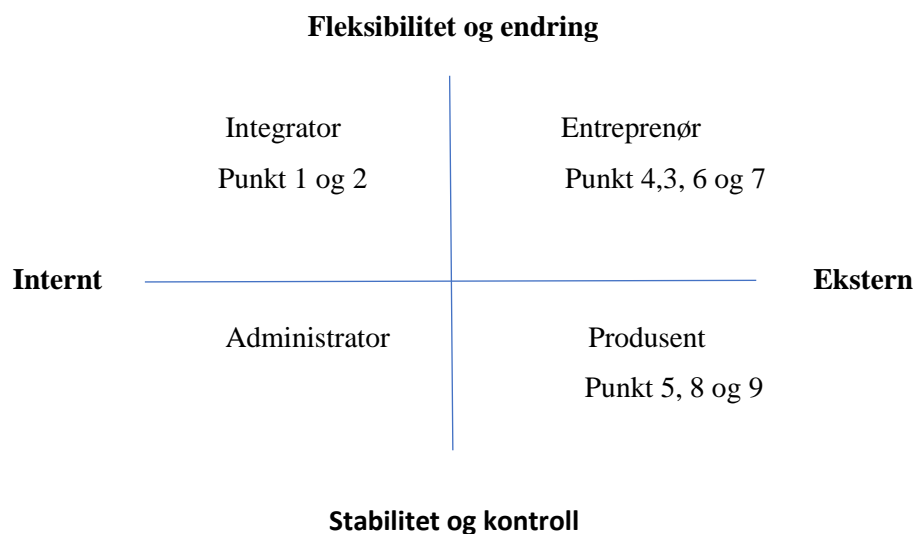 Fleksibilitet og endring
Integrator
Entreprenør
Punkt 1 og 2
Punkt 4,3, 6 og 7
Internt
Ekstern
Administrator
Produsent
Punkt 5, 8 og 9
Stabilitet og kontroll